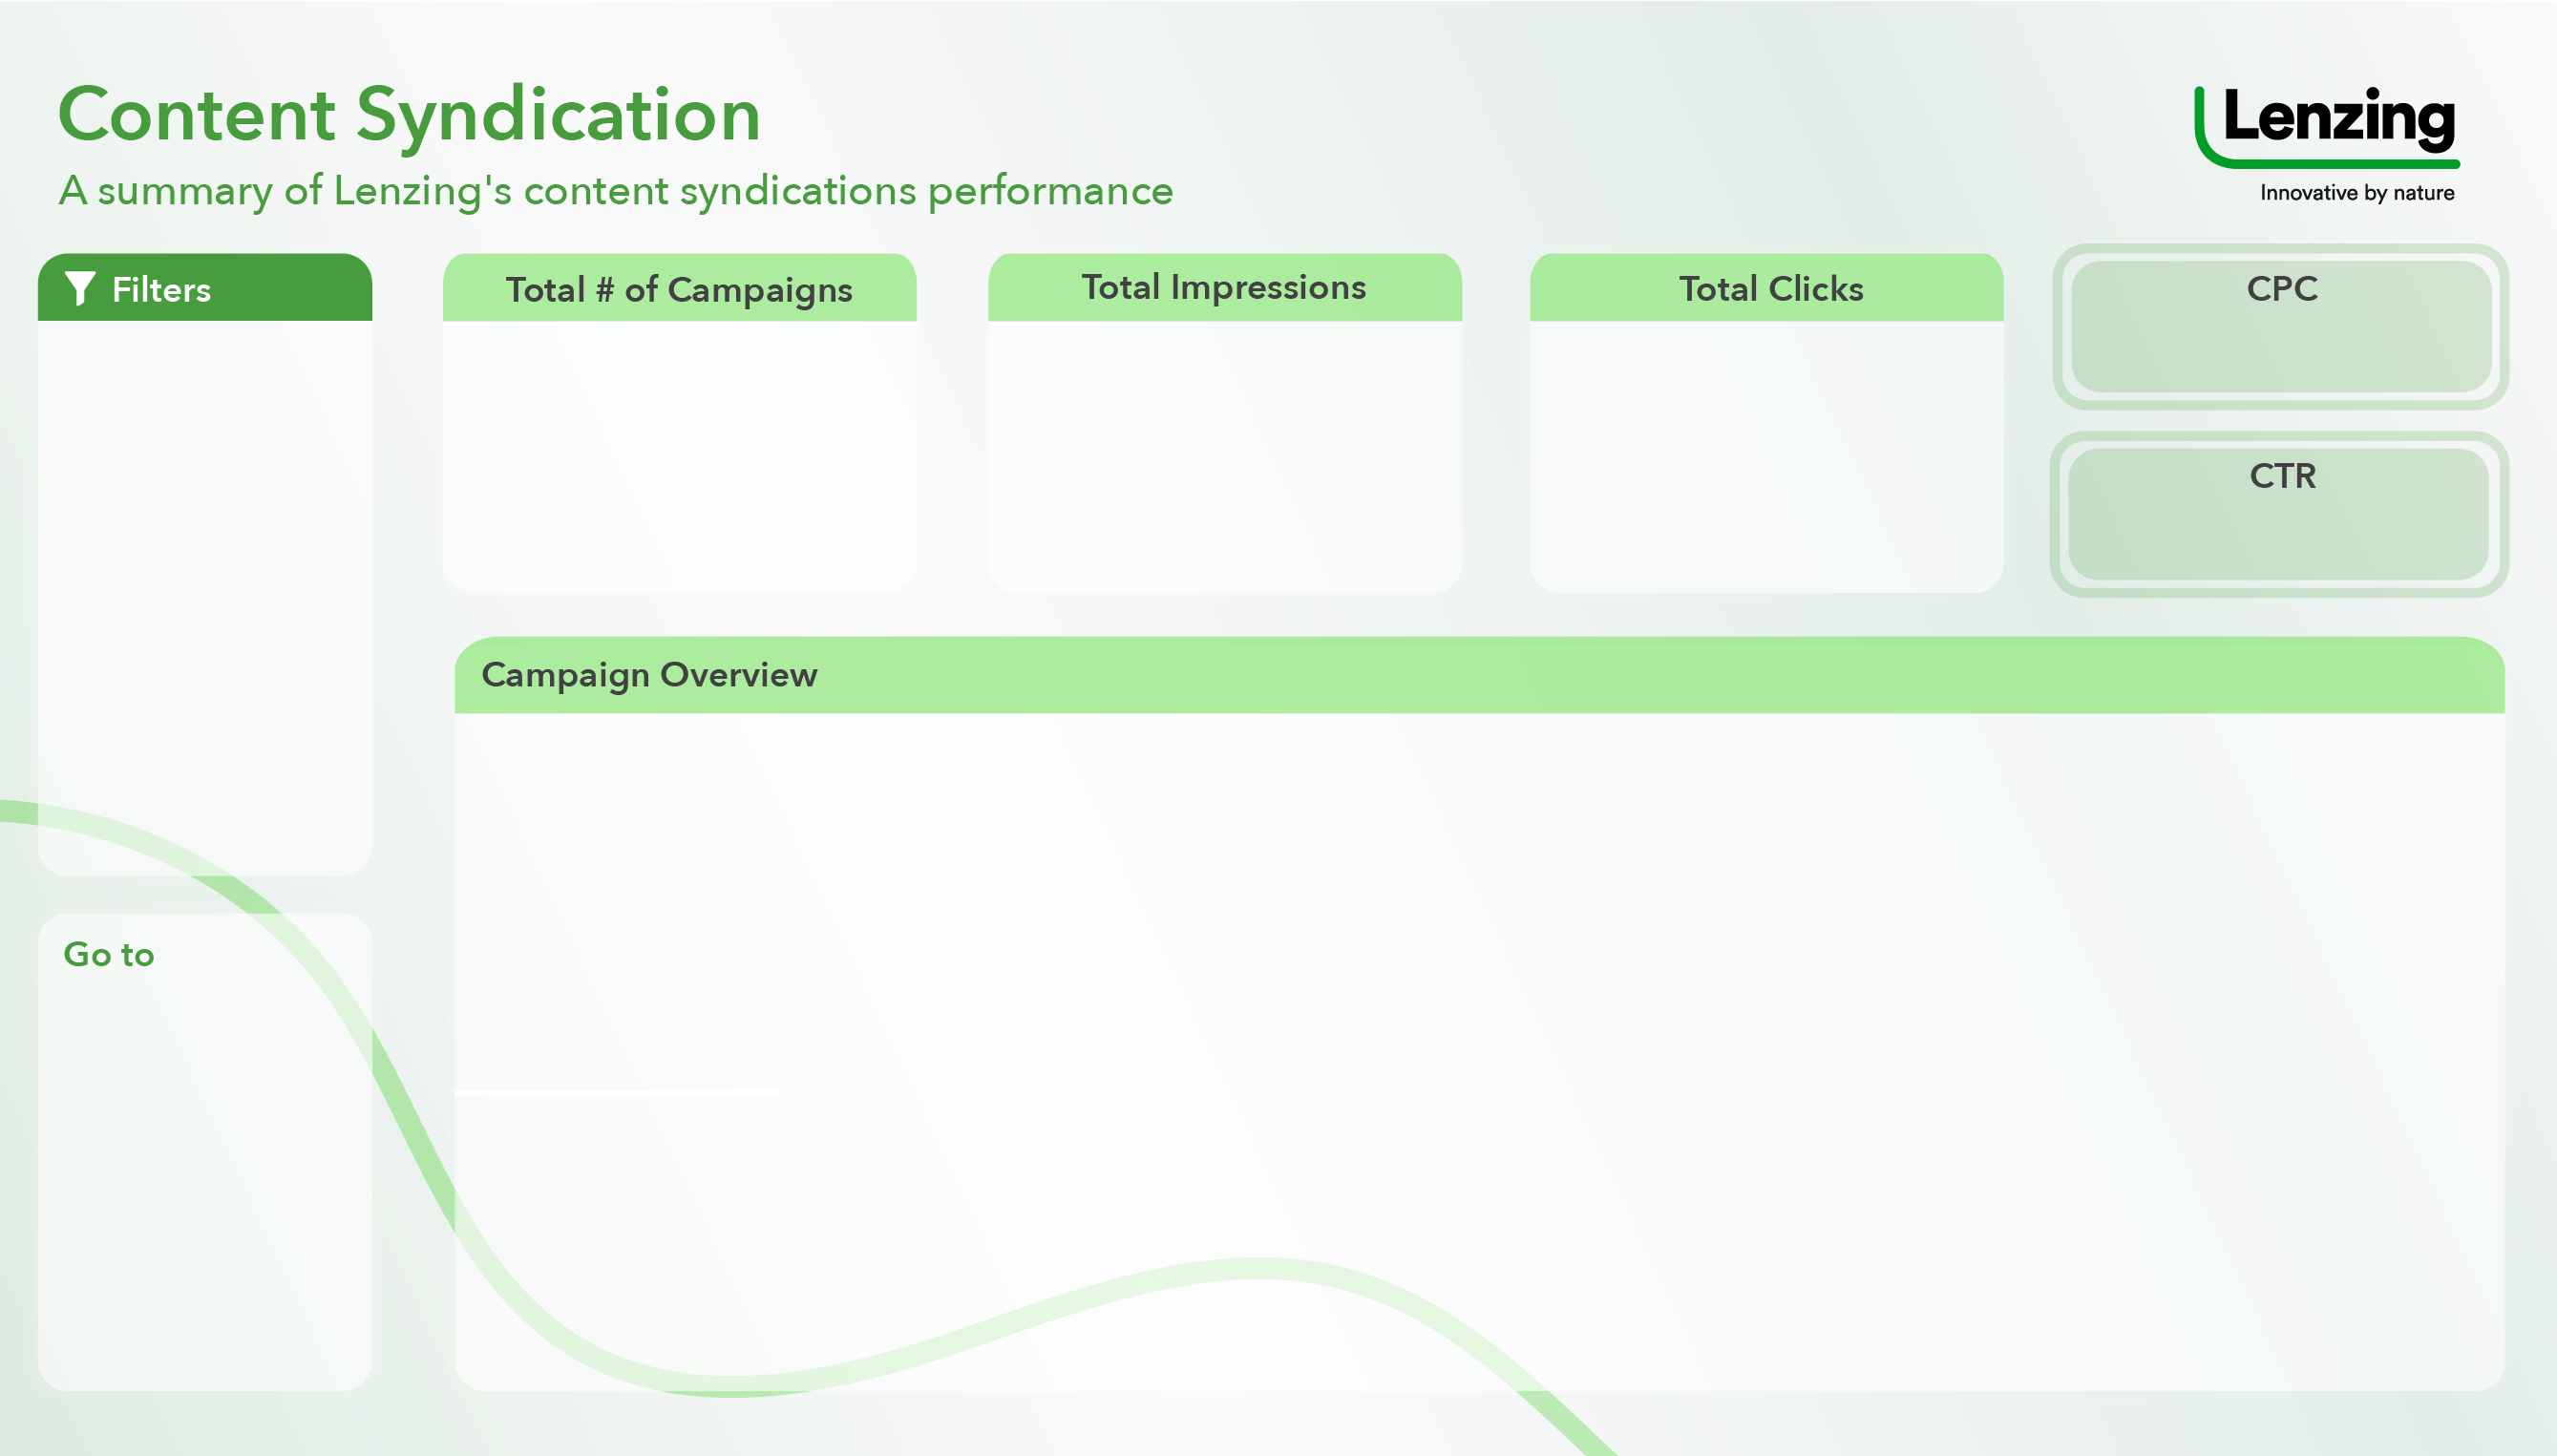 Content Syndication
A summary of Lenzing's content syndications performance
Lenzing
Innovative by nature
Filters
Total # of Campaigns
Total Impressions
Total Clicks
CPC
CTR
Campaign Overview
Go to